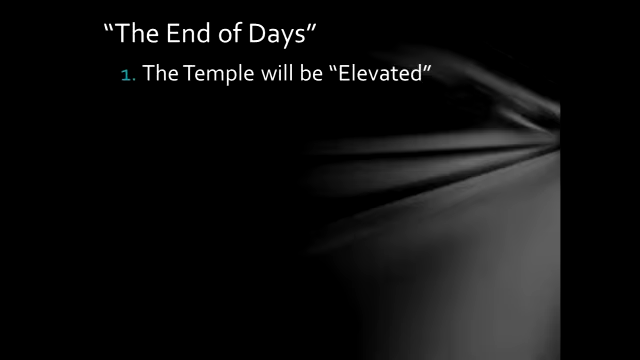 “The End of Days”
1. The Temple will be “Elevated”